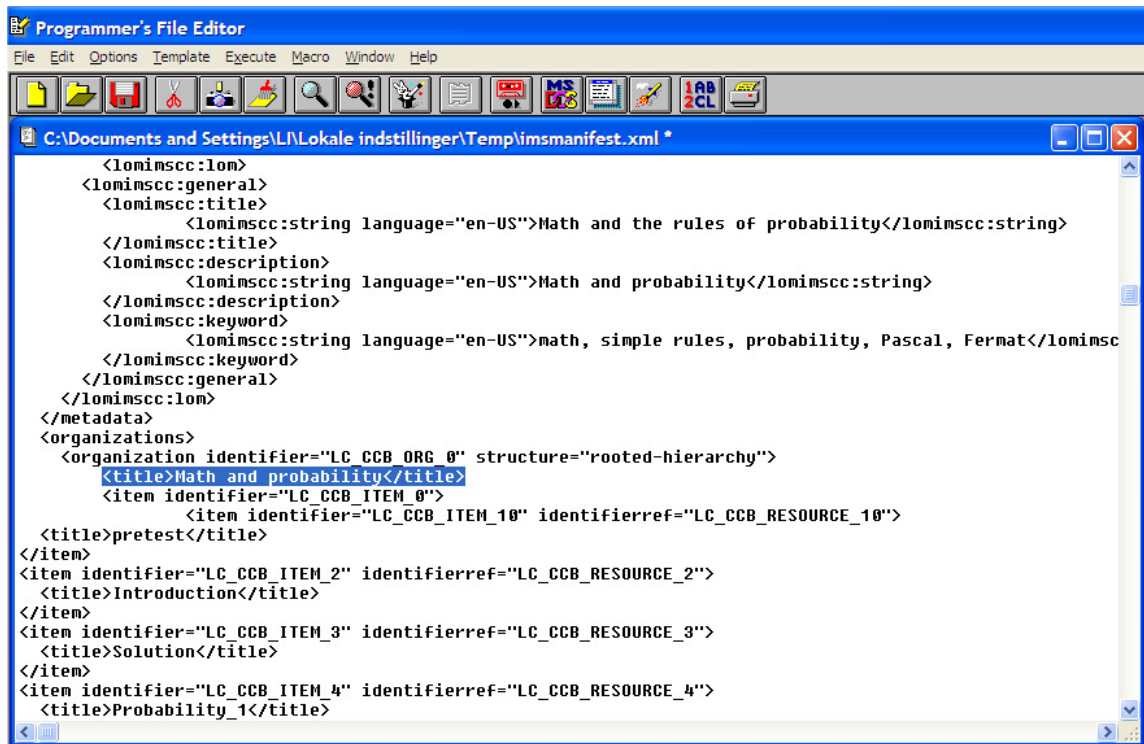 Programmer's File Editor
File Edit Options Template Execute Macro Window Help
MS DOS 1AB 2CL
C:\Documents and Settings\LI\Lokale indstillinger\Temp\imsmanifest.xml *
<lomimscc:lom>
<lomimscc:general>
<lomimscc:title>
<lomimscc:string language="en-US">Math and the rules of probability</lomimscc:string>
</lomimscc:title>
<lomimscc:description>
<lomimscc:string language="en-US">Math and probability</lomimscc:string>
</lomimscc:description>
<lomimscc:keyword>
<lomimscc:string language="en-US">math, simple rules, probability, Pascal, Fermat</lomimsc
</lomimscc:keyword>
</lomimscc:general>
</lomimscc:lom>
</metadata>
<organizations>
<organization identifier="LC_CCB_ORG_0" structure="rooted-hierarchy">
<title>Math and probability</title>
<item identifier="LC_CCB_ITEM_0">
<item identifier="LC_CCB_ITEM_10" identifierref="LC_CCB_RESOURCE_10">
<title>pretest</title>
</item>
<item identifier="LC_CCB_ITEM_2" identifierref="LC_CCB_RESOURCE_2">
<title>Introduction</title>
</item>
<item identifier="LC_CCB_ITEM_3" identifierref="LC_CCB_RESOURCE_3">
<title>Solution</title>
</item>
<item identifier="LC_CCB_ITEM_4" identifierref="LC_CCB_RESOURCE_4">
<title>Probability_1</title>